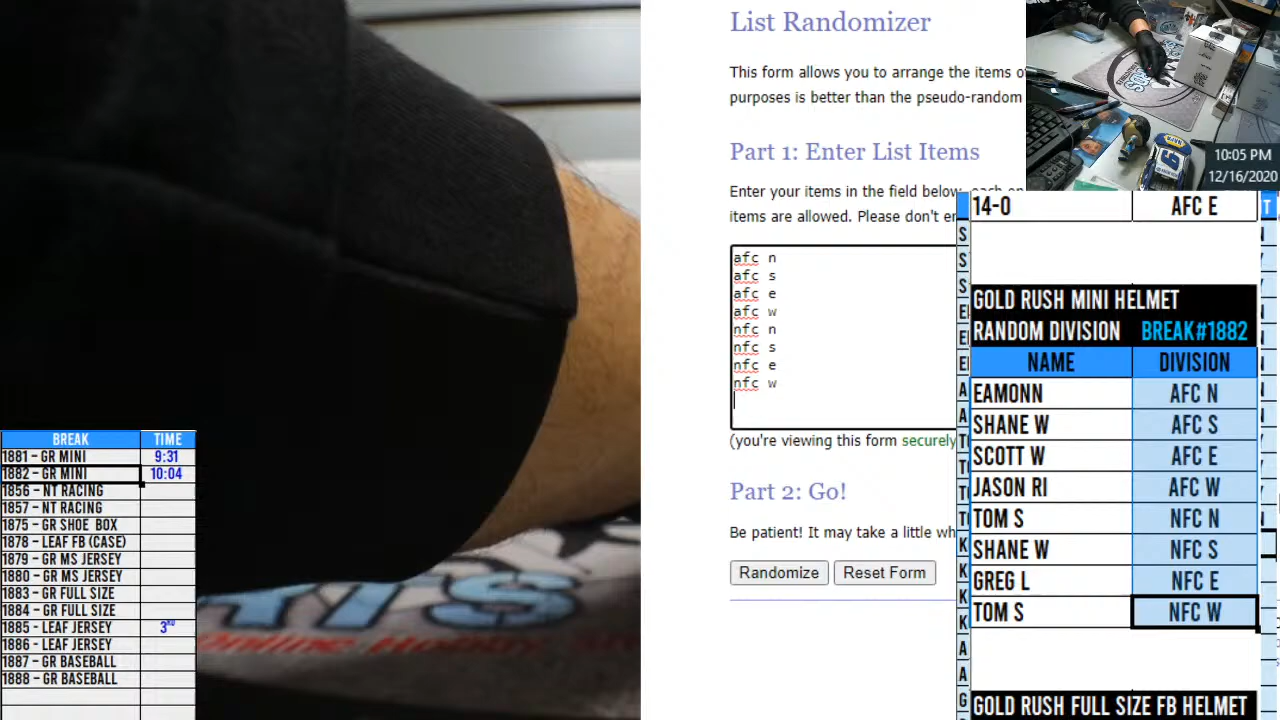 List Randomizer
This form allows you to arrange the items o
purposes is better than the pseudo-random
Part 1: Enter List Items
Enter your items in the field below, each on
items are allowed. Please don't en
afc n
afc s
afc e
afc w
nfc n
nfc s
nfc e
nfc w
(you're viewing this form securely
Part 2: Go!
Be patient! It may take a little wh
Randomize Reset Form
10:05 PM
12/16/2020
14-0 AFC E
GOLD RUSH MINI HELMET
RANDOM DIVISION BREAK#1882
NAME DIVISION
EAMONN AFC N
SHANE W AFC S
SCOTT W AFC E
JASON RI AFC W
TOM S NFC N
SHANE W NFC S
GREG L NFC E
TOM S NFC W
GOLD RUSH FULL SIZE FB HELMET
BREAK TIME
1881 - GR MINI 9:31
1882 - GR MINI 10:04
1856 - NT RACING
1857 - NT RACING
1875 - GR SHOE BOX
1878 - LEAF FB (CASE)
1879 - GR MS JERSEY
1880 - GR MS JERSEY
1883 - GR FULL SIZE
1884 - GR FULL SIZE
1885 - LEAF JERSEY 3RD
1886 - LEAF JERSEY
1887 - GR BASEBALL
1888 - GR BASEBALL